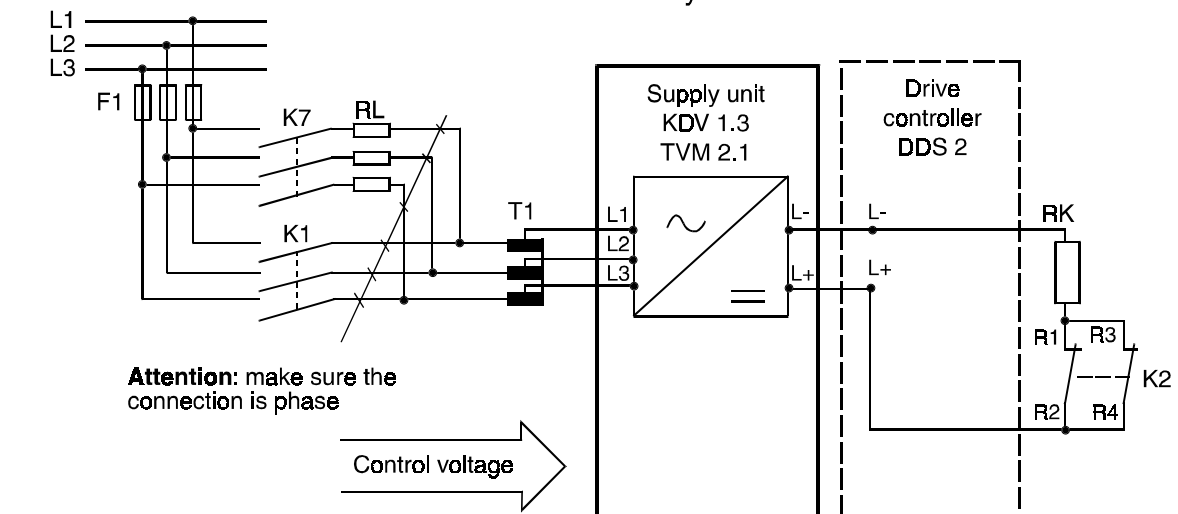 L1
L2
L3
F1
K7
RL
K1
T1
Supply unit
KDV 1.3
TVM 2.1
L1
L2
L3
L-
L+
Drive
controller
DDS 2
L-
L+
RK
R1
R3
K2
R2
R4
Attention: make sure the
connection is phase
Control voltage